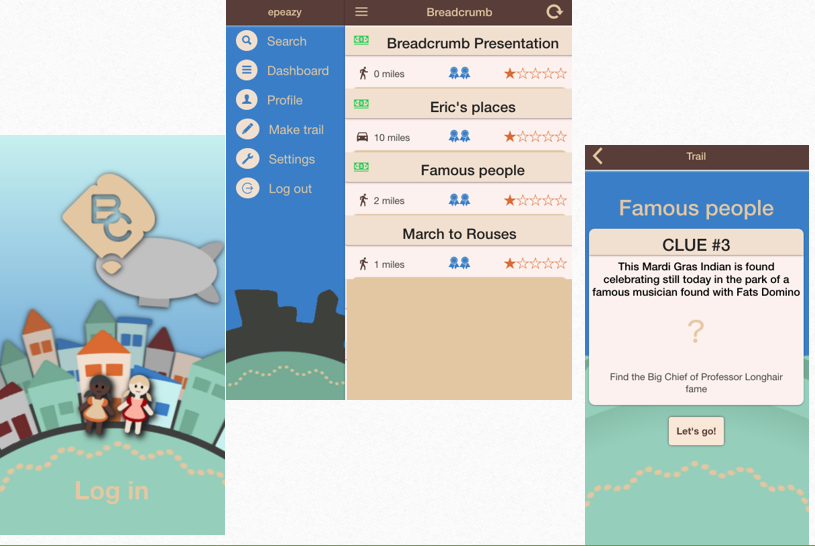 BC
Log in
epeazy
Search
Dashboard
Profile
Make trail
Settings
Log out
Breadcrumb
Breadcrumb Presentation
0 miles
Eric's places
10 miles
Famous people
2 miles
March to Rouses
1 miles
Trail
Famous people
CLUE #3
This Mardi Gras Indian is found
celebrating still today in the park of a
famous musician found with Fats Domino
?
Find the Big Chief of Professor Longhair
fame
Let's go!